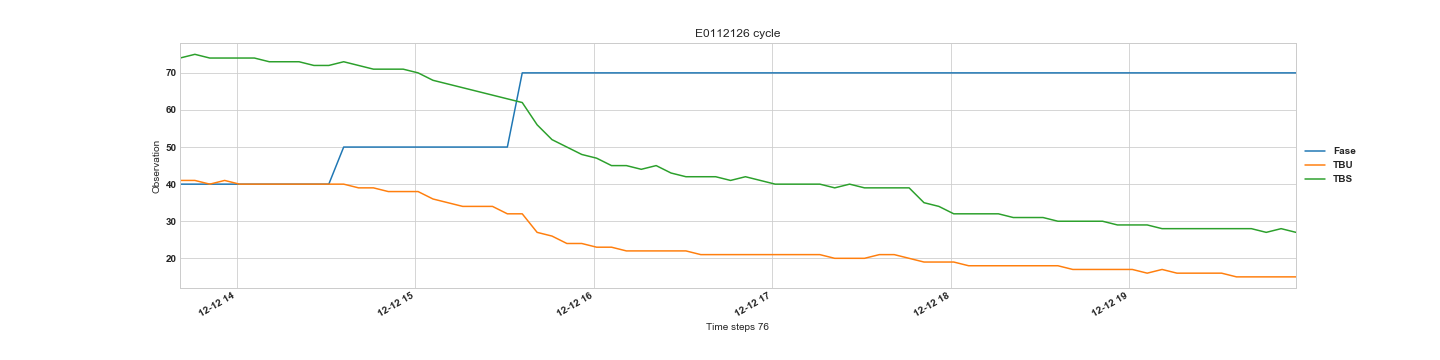 E0112126 cycle
Observation
70
60
50
40
30
20
12-12 14
12-12 15
12-12 16
12-12 17
12-12 18
12-12 19
Time steps 76
Fase
TBU
TBS